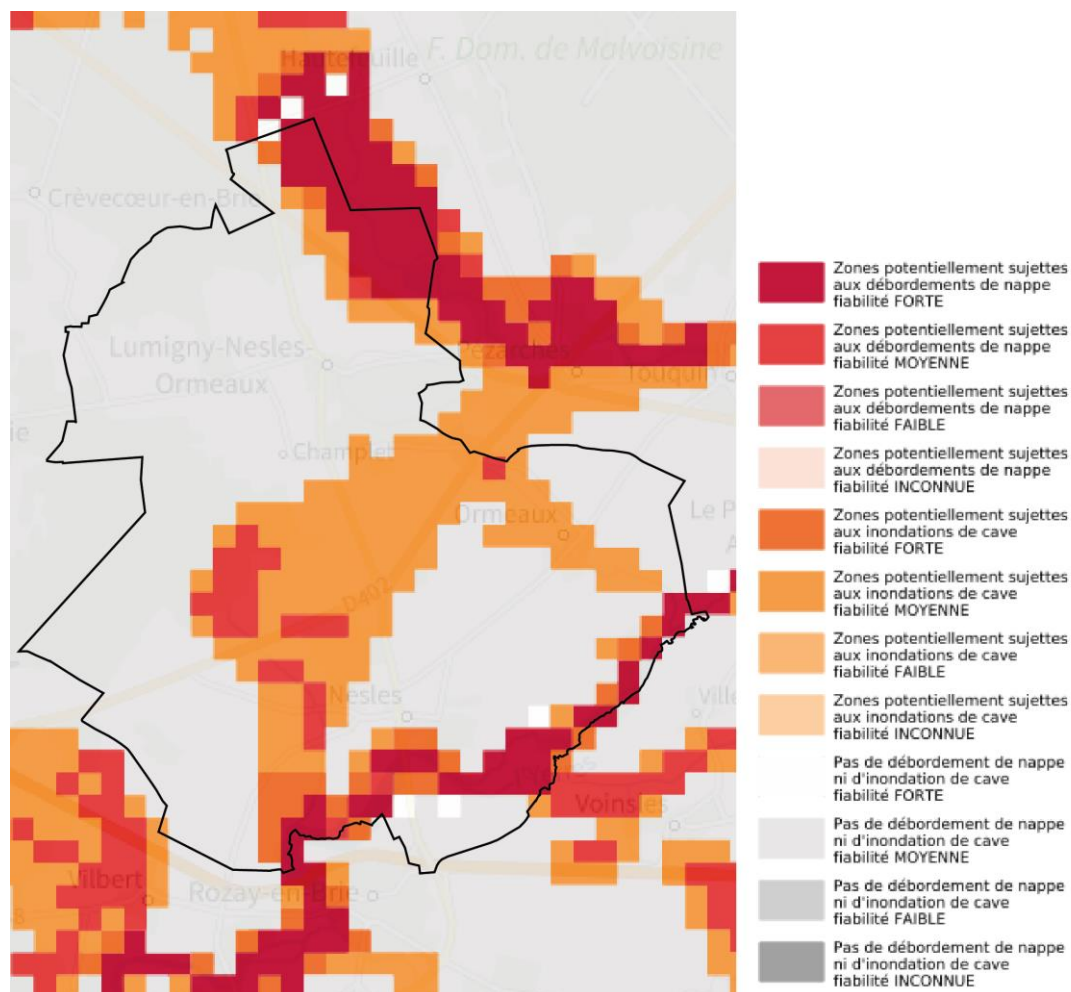 Hautefeuille
F. Dom. de Malvoisine
Crèvecœur-en-Brie
Lumigny-Nesles-
Ormeaux
Pézarches
Touquin
Champlet
Ormeaux
Le P
D402
Nesles
Ville
Voinsles
Vilbert
Rozay-en-Brie
Zones potentiellement sujettes
aux débordements de nappe
fiabilité FORTE
Zones potentiellement sujettes
aux débordements de nappe
fiabilité MOYENNE
Zones potentiellement sujettes
aux débordements de nappe
fiabilité FAIBLE
Zones potentiellement sujettes
aux débordements de nappe
fiabilité INCONNUE
Zones potentiellement sujettes
aux inondations de cave
fiabilité FORTE
Zones potentiellement sujettes
aux inondations de cave
fiabilité MOYENNE
Zones potentiellement sujettes
aux inondations de cave
fiabilité FAIBLE
Zones potentiellement sujettes
aux inondations de cave
fiabilité INCONNUE
Pas de débordement de nappe
ni d'inondation de cave
fiabilité FORTE
Pas de débordement de nappe
ni d'inondation de cave
fiabilité MOYENNE
Pas de débordement de nappe
ni d'inondation de cave
fiabilité FAIBLE
Pas de débordement de nappe
ni d'inondation de cave
fiabilité INCONNUE